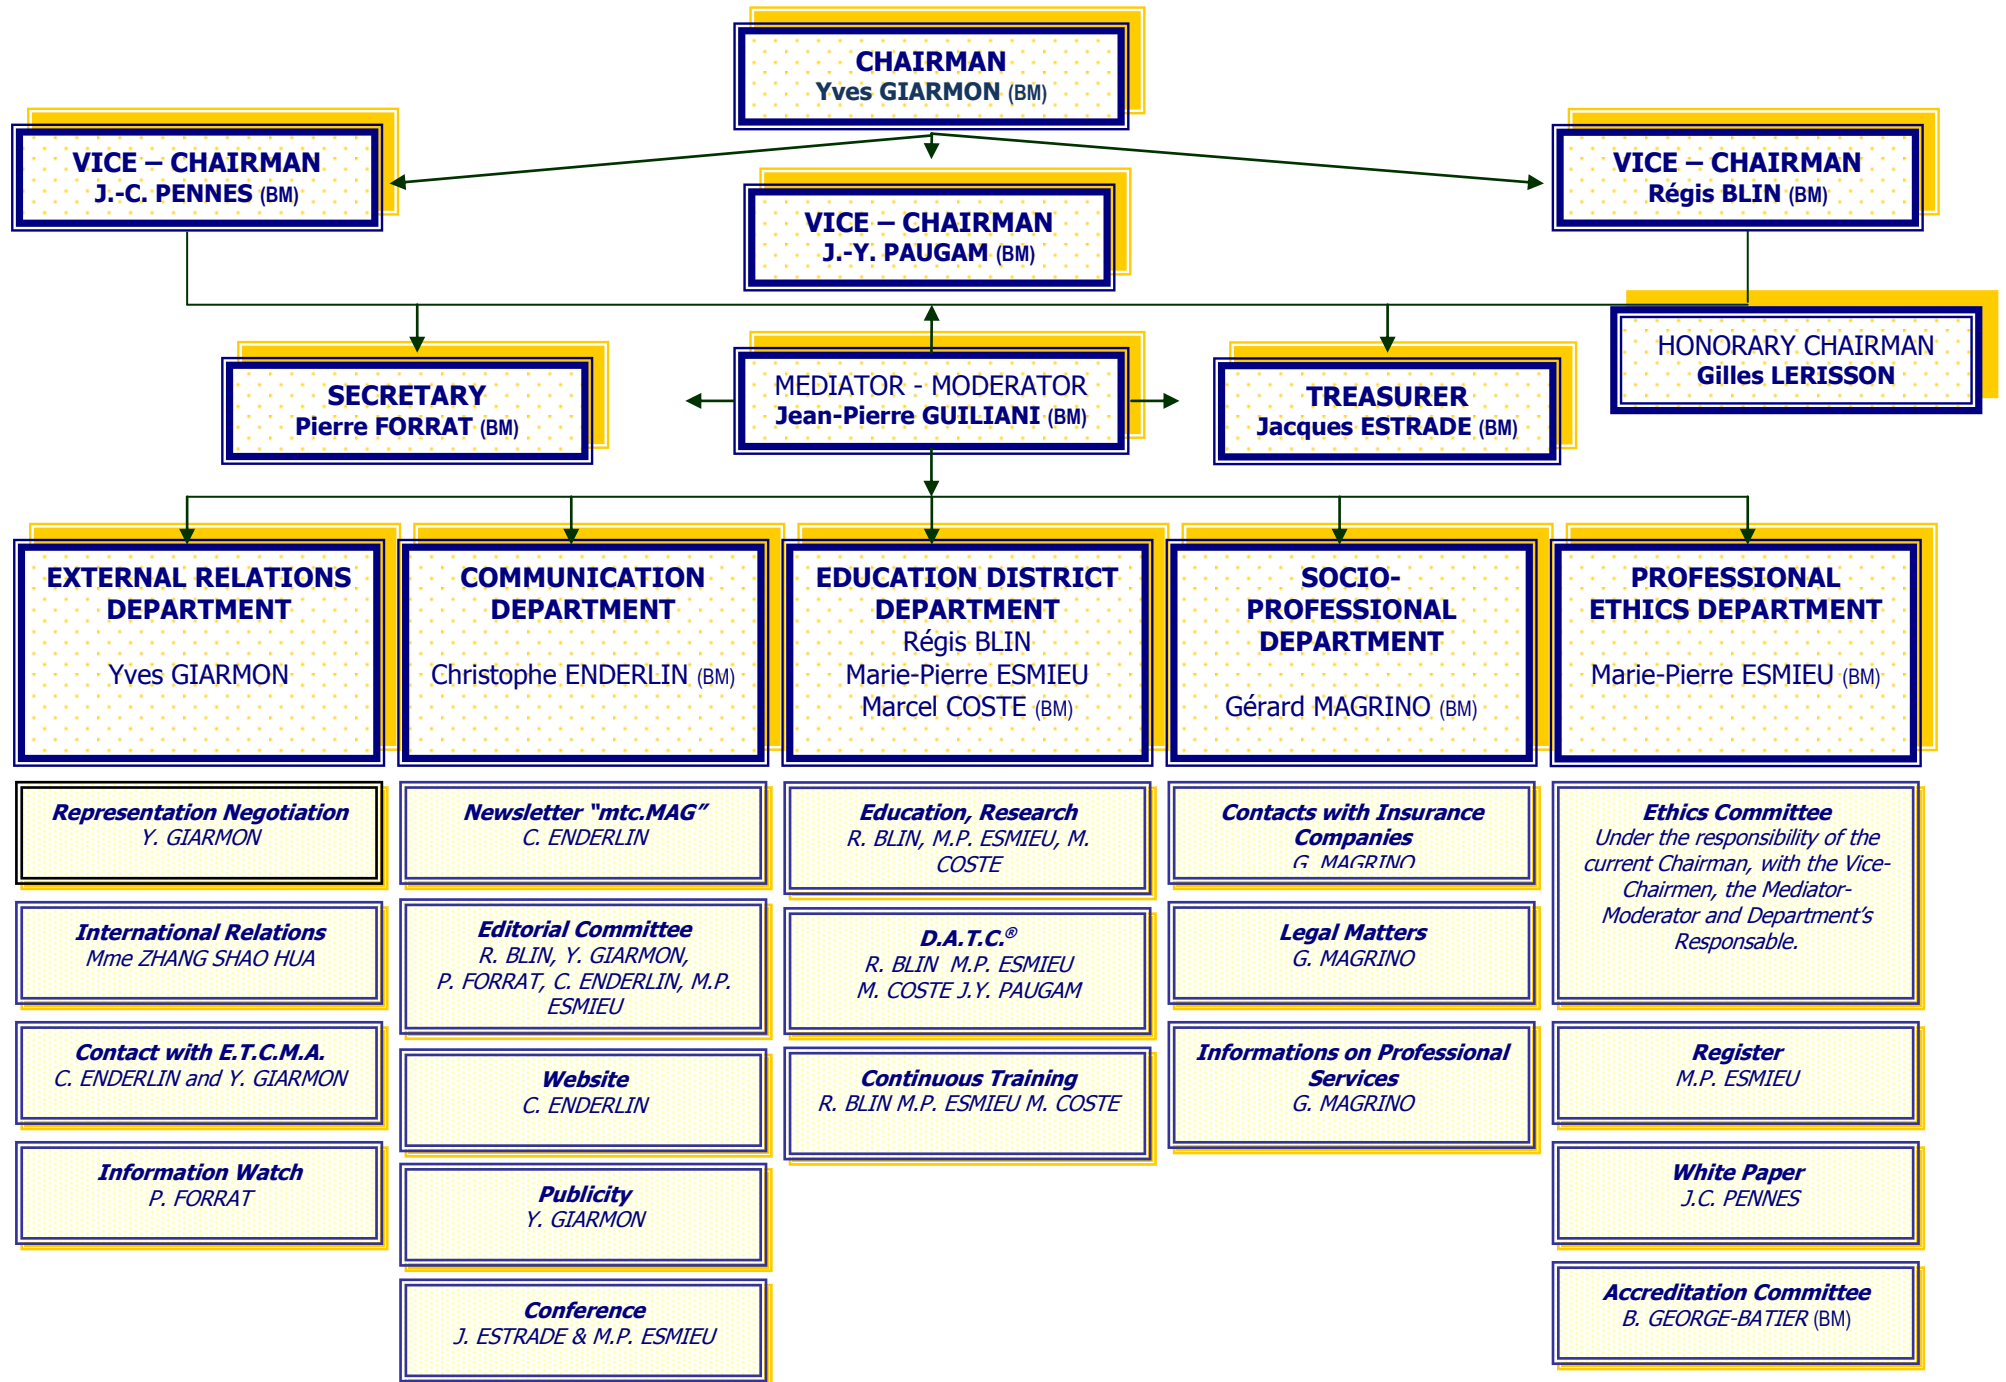 CHAIRMAN
Yves GIARMON (BM)
VICE – CHAIRMAN
J.-C. PENNES (BM)
VICE – CHAIRMAN
J.-Y. PAUGAM (BM)
VICE – CHAIRMAN
Régis BLIN (BM)
SECRETARY
Pierre FORRAT (BM)
MEDIATOR - MODERATOR
Jean-Pierre GUILIANI (BM)
TREASURER
Jacques ESTRADE (BM)
HONORARY CHAIRMAN
Gilles LERISSON
EXTERNAL RELATIONS
DEPARTMENT
Yves GIARMON
COMMUNICATION
DEPARTMENT
Christophe ENDERLIN (BM)
EDUCATION DISTRICT
DEPARTMENT
Régis BLIN
Marie-Pierre ESMIEU
Marcel COSTE (BM)
SOCIO-
PROFESSIONAL
DEPARTMENT
Gérard MAGRINO (BM)
PROFESSIONAL
ETHICS DEPARTMENT
Marie-Pierre ESMIEU (BM)
Representation Negotiation
Y. GIARMON
International Relations
Mme ZHANG SHAO HUA
Contact with E.T.C.M.A.
C. ENDERLIN and Y. GIARMON
Information Watch
P. FORRAT
Newsletter “mtc.MAG”
C. ENDERLIN
Editorial Committee
R. BLIN, Y. GIARMON,
P. FORRAT, C. ENDERLIN, M.P.
ESMIEU
Website
C. ENDERLIN
Publicity
Y. GIARMON
Conference
J. ESTRADE & M.P. ESMIEU
Education, Research
R. BLIN, M.P. ESMIEU, M.
COSTE
D.A.T.C.®
R. BLIN  M.P. ESMIEU
M. COSTE J.Y. PAUGAM
Continuous Training
R. BLIN M.P. ESMIEU M. COSTE
Contacts with Insurance
Companies
G. MAGRINO
Legal Matters
G. MAGRINO
Informations on Professional
Services
G. MAGRINO
Ethics Committee
Under the responsibility of the
current Chairman, with the Vice-
Chairmen, the Mediator-
Moderator and Department’s
Responsable.
Register
M.P. ESMIEU
White Paper
J.C. PENNES
Accreditation Committee
B. GEORGE-BATIER (BM)